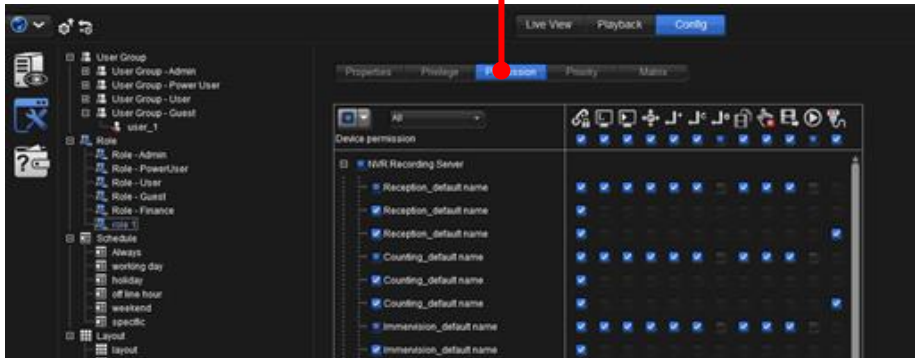 Live View Playback Config
User Group
User Group - Admin
User Group - Power User
User Group - User
User Group - Guest
user_1
Role
Role - Admin
Role - PowerUser
Role - User
Role - Guest
Role - Finance
role 1
Schedule
Always
working day
holiday
off line hour
weekend
specific
Layout
layout
Properties Privilege Permission Priority Matrix
All
Device permission
NVR Recording Server
Reception_default name
Reception_default name
Reception_default name
Counting_default name
Counting_default name
Counting_default name
Immervision_default name
Immervision_default name